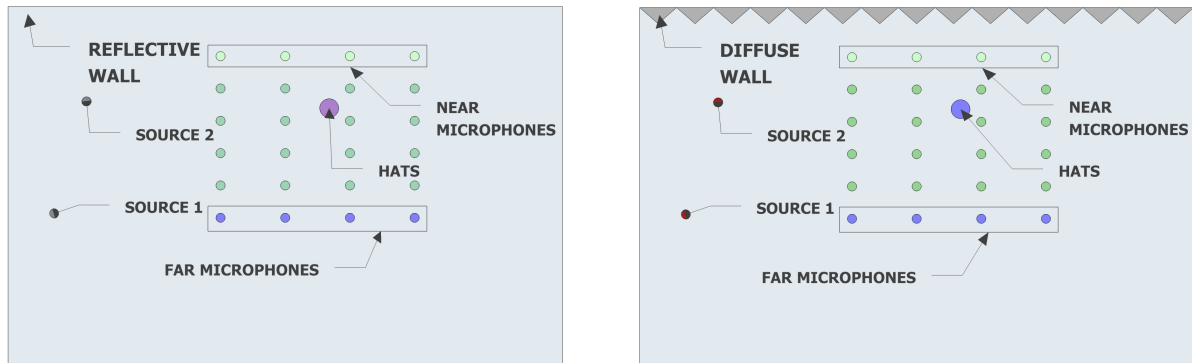 REFLECTIVE
WALL
NEAR
MICROPHONES
SOURCE 2
HATS
SOURCE 1
FAR MICROPHONES
DIFFUSE
WALL
NEAR
MICROPHONES
SOURCE 2
HATS
SOURCE 1
FAR MICROPHONES